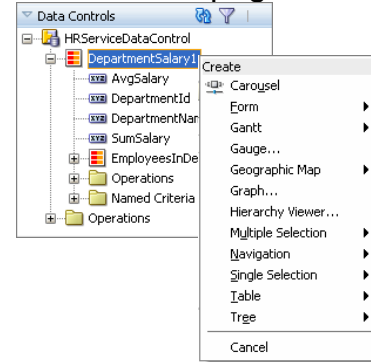 Data Controls
HRServiceDataControl
DepartmentSalary1
AvgSalary
DepartmentId
DepartmentNar
SumSalary
EmployeesInDe
Operations
Named Criteria
Operations
Create
Carousel
Form
Gantt
Gauge...
Geographic Map
Graph...
Hierarchy Viewer...
Multiple Selection
Navigation
Single Selection
Table
Tree
Cancel